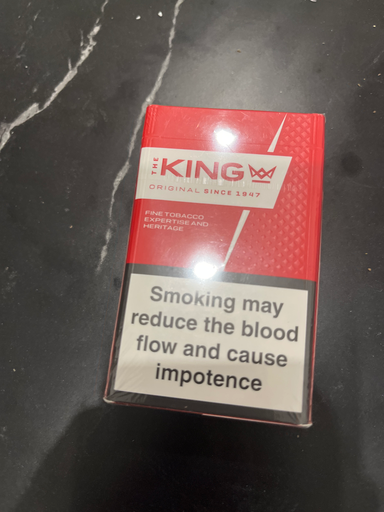 THE KING
ORIGINAL SINCE 1947
FINE TOBACCO
EXPERTISE AND
HERITAGE
Smoking may
reduce the blood
flow and cause
impotence